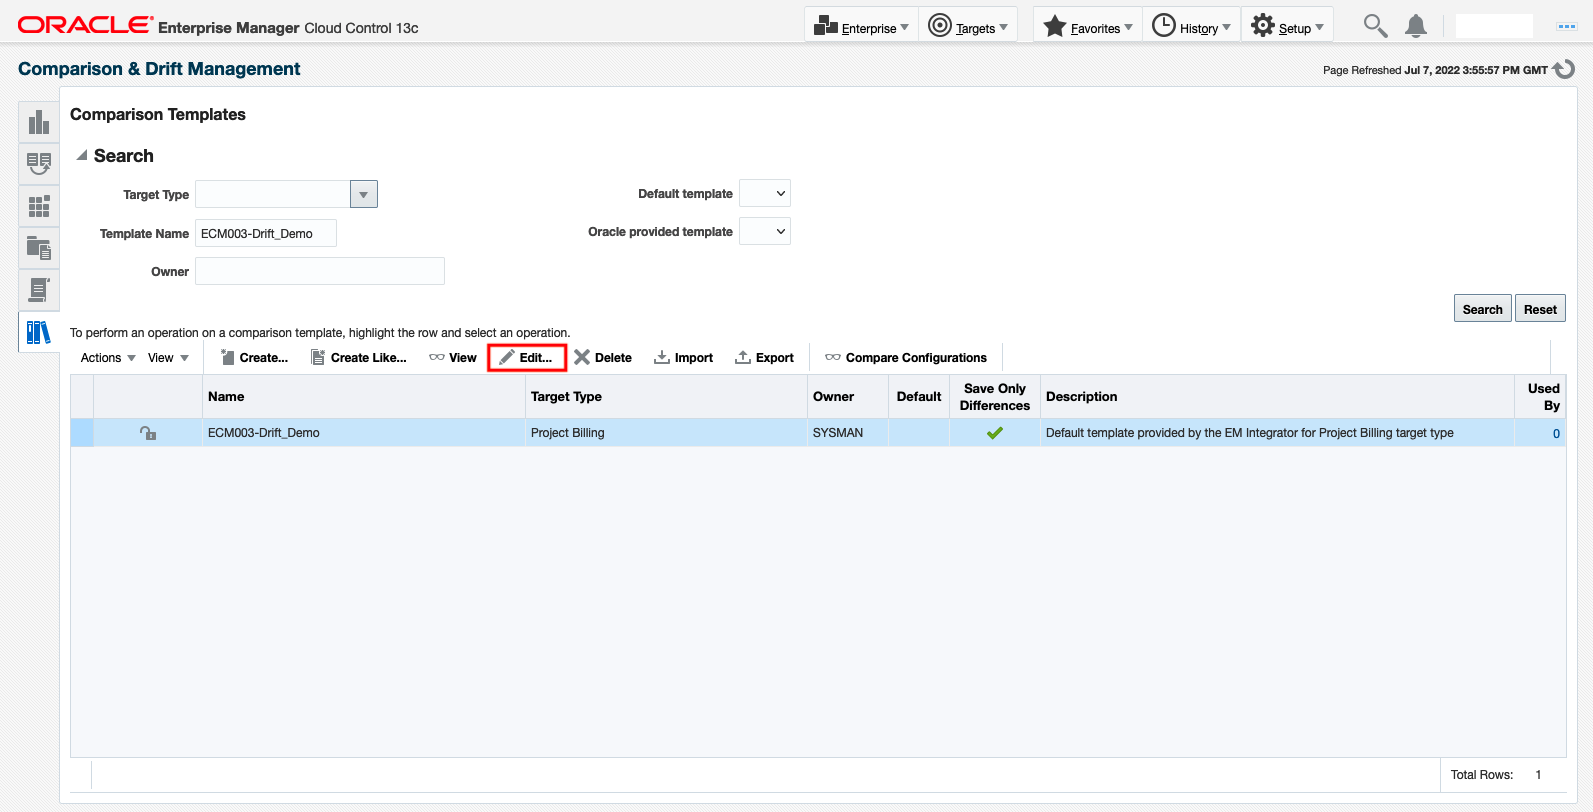 ORACLE Enterprise Manager Cloud Control 13c
Enterprise Targets Favorites History Setup
Comparison & Drift Management
Page Refreshed Jul 7, 2022 3:55:57 PM GMT
Comparison Templates
Search
Target Type Default template
Template Name ECM003-Drift_Demo Oracle provided template
Owner
Search Reset
To perform an operation on a comparison template, highlight the row and select an operation.
Actions View Create... Create Like... View Edit... Delete Import Export Compare Configurations
Name Target Type Owner Default Save Only Differences Description Used By
ECM003-Drift_Demo Project Billing SYSMAN Default template provided by the EM Integrator for Project Billing target type 0
Total Rows: 1